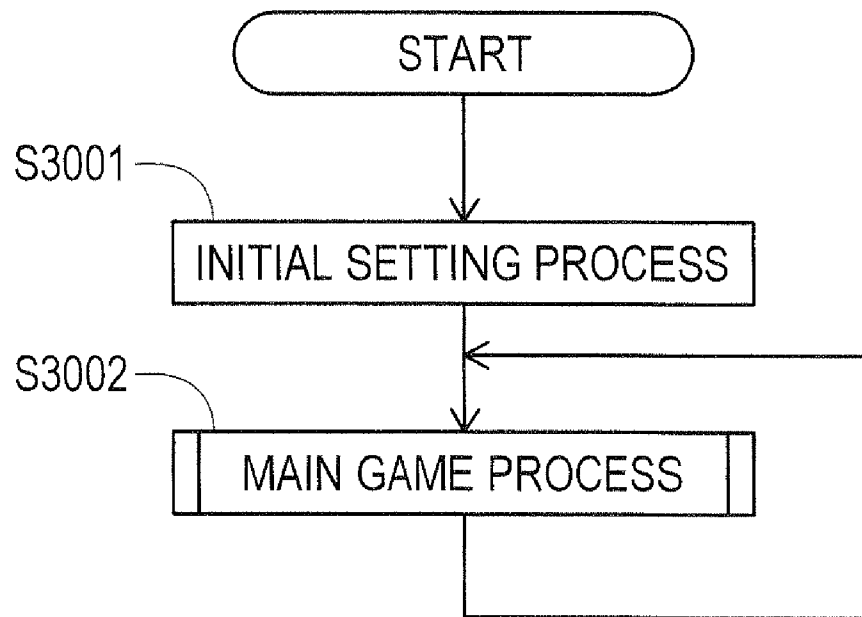 START
S3001
INITIAL SETTING PROCESS
S3002
MAIN GAME PROCESS